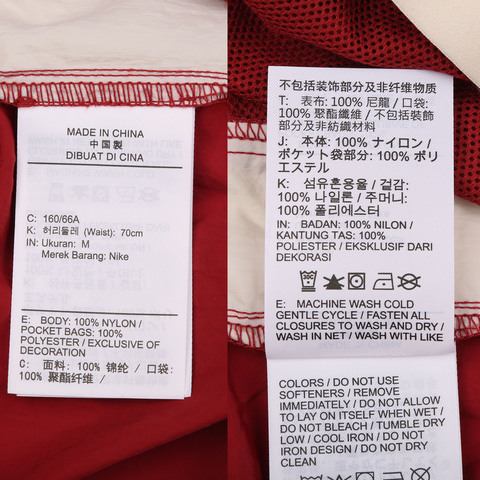 MADE IN CHINA
中国製
DIBUAT DI CINA
C: 160/66A
K: 허리둘레 (Waist): 70cm
IN: Ukuran: M
Merek Barang: Nike
E: BODY: 100% NYLON /
POCKET BAGS: 100%
POLYESTER / EXCLUSIVE OF
DECORATION
C: 面料: 100% 锦纶 / 口袋:
100% 聚酯纤维 /
不包括装饰部分及非纤维物质
T: 表布: 100% 尼龍 / 口袋:
100% 聚酯纖維 / 不包括裝飾
部分及非紡織材料
J: 本体: 100% ナイロン /
ポケット袋部分: 100% ポリ
エステル
K: 섬유혼용율 / 겉감:
100% 나일론 / 주머니:
100% 폴리에스터
IN: BADAN: 100% NILON /
KANTUNG TAS: 100%
POLIESTER / EKSKLUSIF DARI
DEKORASI
E: MACHINE WASH COLD
GENTLE CYCLE / FASTEN ALL
CLOSURES TO WASH AND DRY /
WASH IN NET / WASH WITH LIKE
COLORS / DO NOT USE
SOFTENERS / REMOVE
IMMEDIATELY / DO NOT ALLOW
TO LAY ON ITSELF WHEN WET /
DO NOT BLEACH / TUMBLE DRY
LOW / COOL IRON / DO NOT
IRON DESIGN / DO NOT DRY
CLEAN